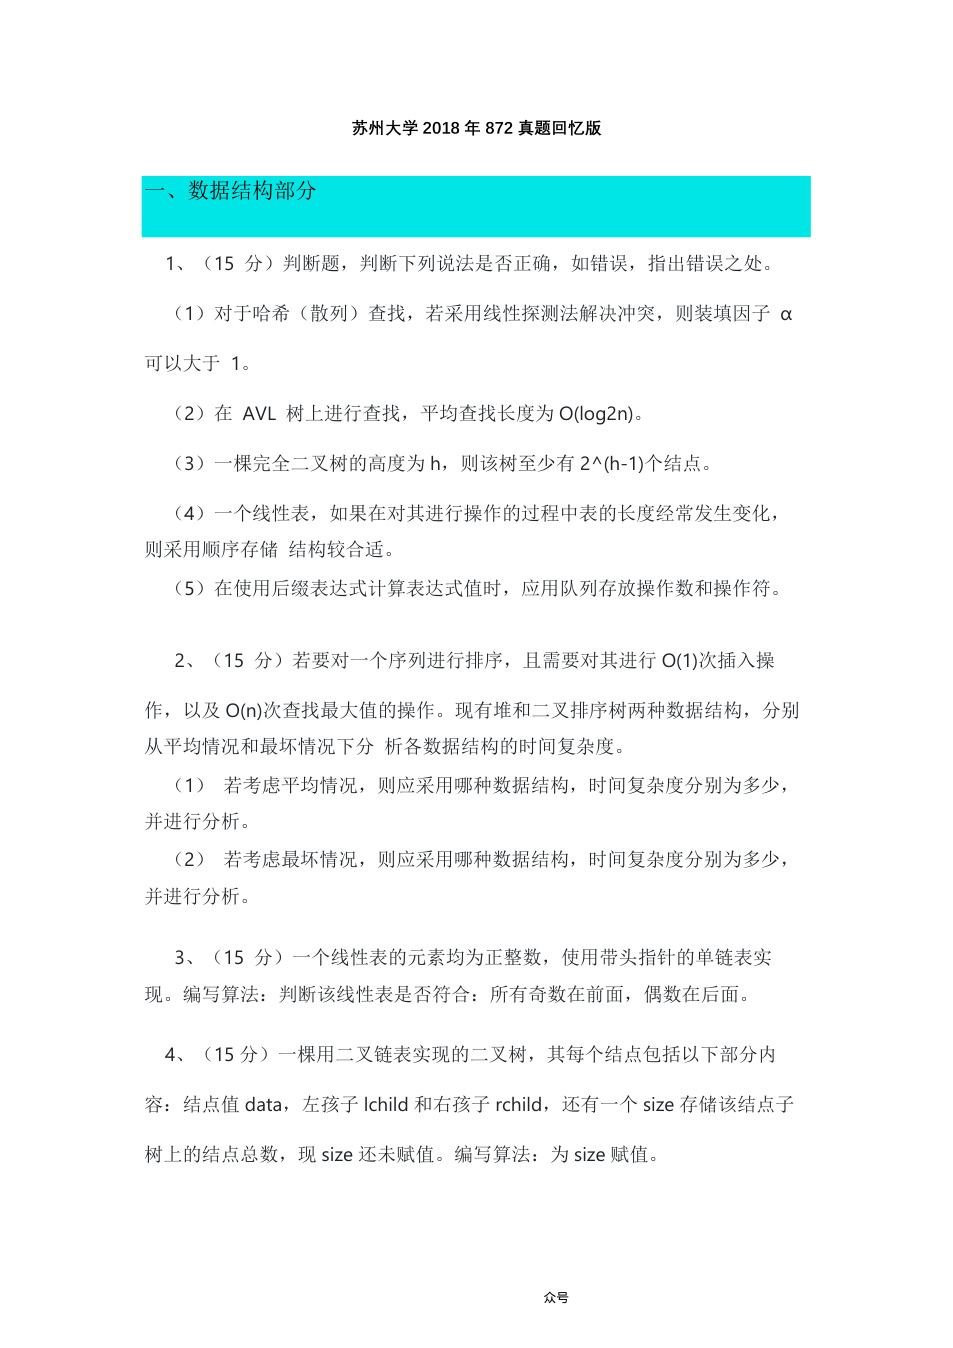 苏州大学 2018 年 872 真题回忆版
一、数据结构部分
1、（15 分）判断题，判断下列说法是否正确，如错误，指出错误之处。
（1）对于哈希（散列）查找，若采用线性探测法解决冲突，则装填因子 α
可以大于 1。
（2）在 AVL 树上进行查找，平均查找长度为 O(log2n)。
（3）一棵完全二叉树的高度为 h，则该树至少有 2^(h-1)个结点。
（4）一个线性表，如果在对其进行操作的过程中表的长度经常发生变化，
则采用顺序存储 结构较合适。
（5）在使用后缀表达式计算表达式值时，应用队列存放操作数和操作符。
2、（15 分）若要对一个序列进行排序，且需要对其进行 O(1)次插入操
作，以及 O(n)次查找最大值的操作。现有堆和二叉排序树两种数据结构，分别
从平均情况和最坏情况下分 析各数据结构的时间复杂度。
（1） 若考虑平均情况，则应采用哪种数据结构，时间复杂度分别为多少，
并进行分析。
（2） 若考虑最坏情况，则应采用哪种数据结构，时间复杂度分别为多少，
并进行分析。
3、（15 分）一个线性表的元素均为正整数，使用带头指针的单链表实
现。编写算法：判断该线性表是否符合：所有奇数在前面，偶数在后面。
4、（15 分）一棵用二叉链表实现的二叉树，其每个结点包括以下部分内
容：结点值 data，左孩子 lchild 和右孩子 rchild，还有一个 size 存储该结点子
树上的结点总数，现 size 还未赋值。编写算法：为 size 赋值。
众号